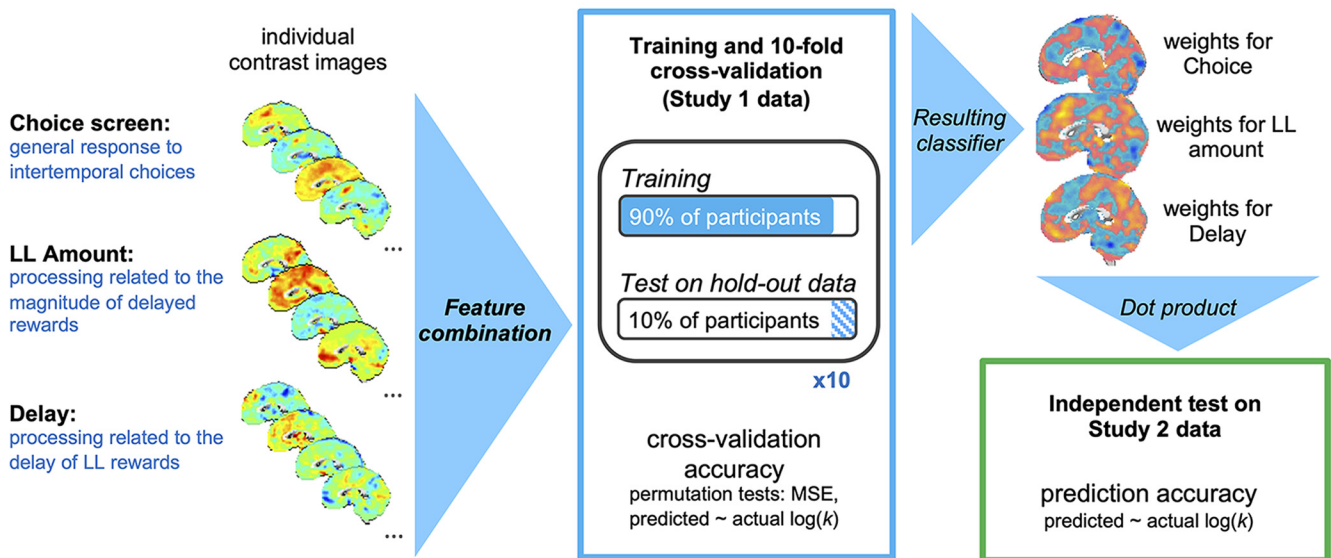 individual
contrast images
Choice screen:
general response to
intertemporal choices
...
LL Amount:
processing related to the
magnitude of delayed
rewards
...
Delay:
processing related to the
delay of LL rewards
...
Feature
combination
Training and 10-fold
cross-validation
(Study 1 data)
Training
90% of participants
Test on hold-out data
10% of participants
x10
cross-validation
accuracy
permutation tests: MSE,
predicted ~ actual log(k)
Resulting
classifier
weights for
Choice
weights for LL
amount
weights for
Delay
Dot product
Independent test on
Study 2 data
prediction accuracy
predicted ~ actual log(k)